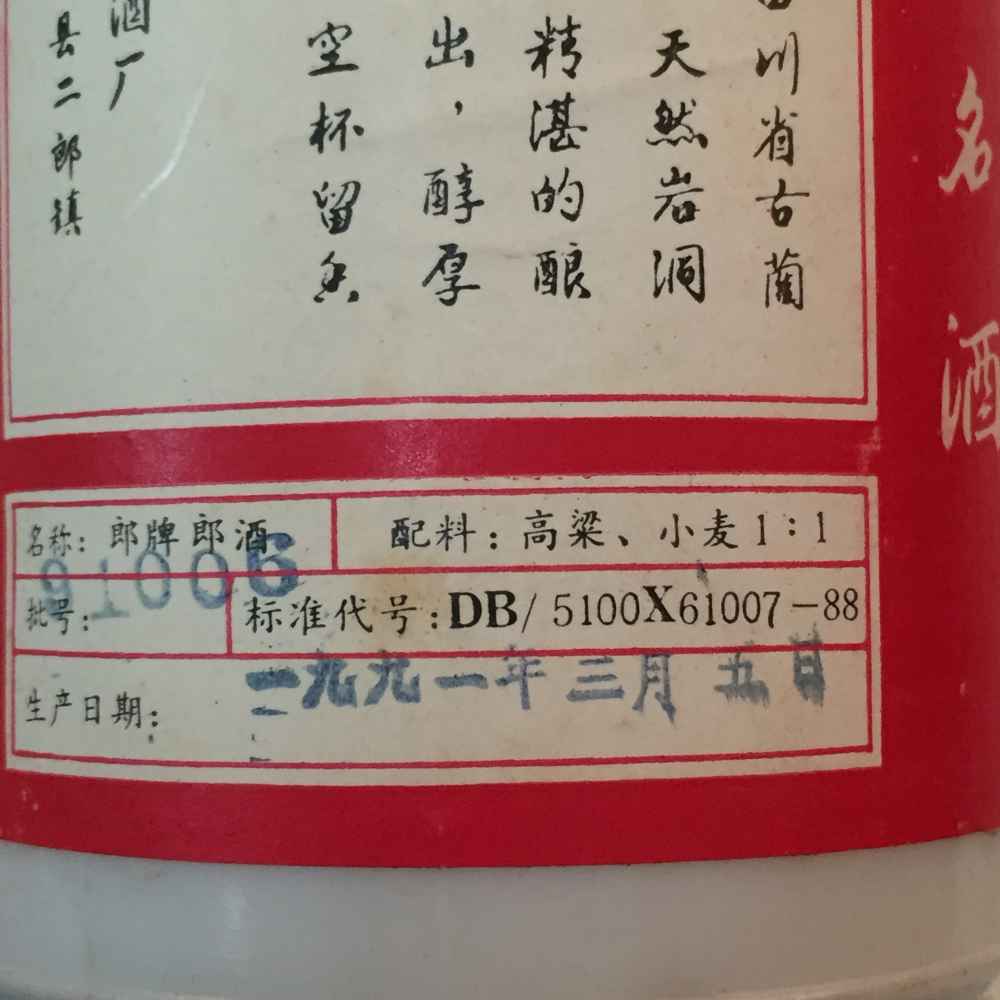 名酒
川省古蔺
天然岩洞
精湛的酿
出，醇厚
空杯留香
酒厂
县二郎镇
名称：郎牌郎酒
配料：高粱、小麦1:1
批号：
91006
标准代号：DB/5100X61007-88
生产日期：
一九九一年三月五日